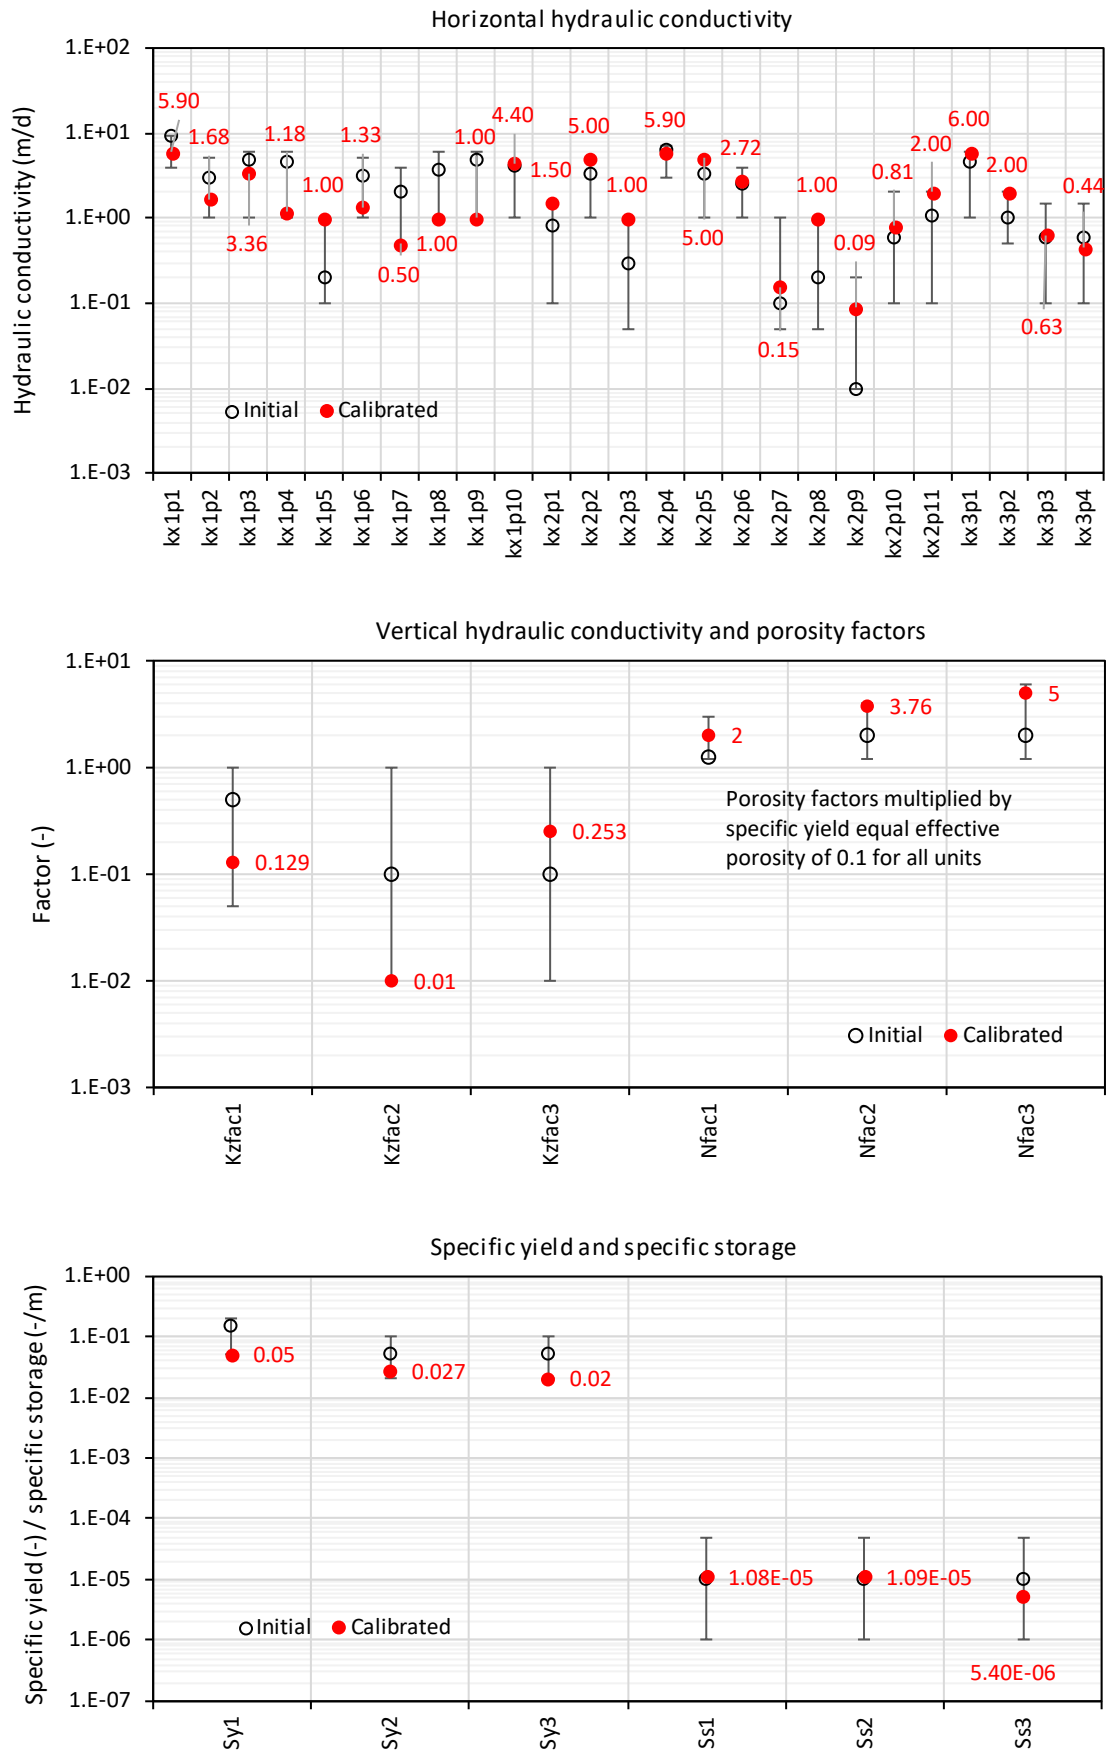 Horizontal hydraulic conductivity
Hydraulic conductivity (m/d)
1.E+02
1.E+01
1.E+00
1.E-01
1.E-02
1.E-03
5.90
1.68
3.36
1.18
1.00
1.33
0.50
1.00
1.00
4.40
1.50
5.00
1.00
5.90
5.00
2.72
0.15
1.00
0.09
0.81
2.00
6.00
2.00
0.63
0.44
Initial
Calibrated
kx1p1
kx1p2
kx1p3
kx1p4
kx1p5
kx1p6
kx1p7
kx1p8
kx1p9
kx1p10
kx2p1
kx2p2
kx2p3
kx2p4
kx2p5
kx2p6
kx2p7
kx2p8
kx2p9
kx2p10
kx2p11
kx3p1
kx3p2
kx3p3
kx3p4
Vertical hydraulic conductivity and porosity factors
Factor (-)
1.E+01
1.E+00
1.E-01
1.E-02
1.E-03
0.129
0.01
0.253
2
3.76
5
Porosity factors multiplied by
specific yield equal effective
porosity of 0.1 for all units
Initial
Calibrated
Kzfac1
Kzfac2
Kzfac3
Nfac1
Nfac2
Nfac3
Specific yield and specific storage
Specific yield (-) / specific storage (-/m)
1.E+00
1.E-01
1.E-02
1.E-03
1.E-04
1.E-05
1.E-06
1.E-07
0.05
0.027
0.02
1.08E-05
1.09E-05
5.40E-06
Initial
Calibrated
Sy1
Sy2
Sy3
Ss1
Ss2
Ss3